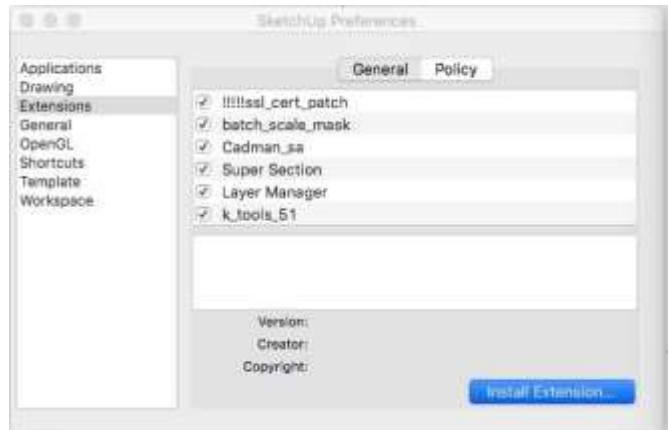 SketchUp Preferences
Applications
Drawing
Extensions
General
OpenGL
Shortcuts
Template
Workspace
General Policy
!!!!!ssl_cert_patch
batch_scale_mask
Cadman_sa
Super Section
Layer Manager
k_tools_51
Version:
Creator:
Copyright:
Install Extension...